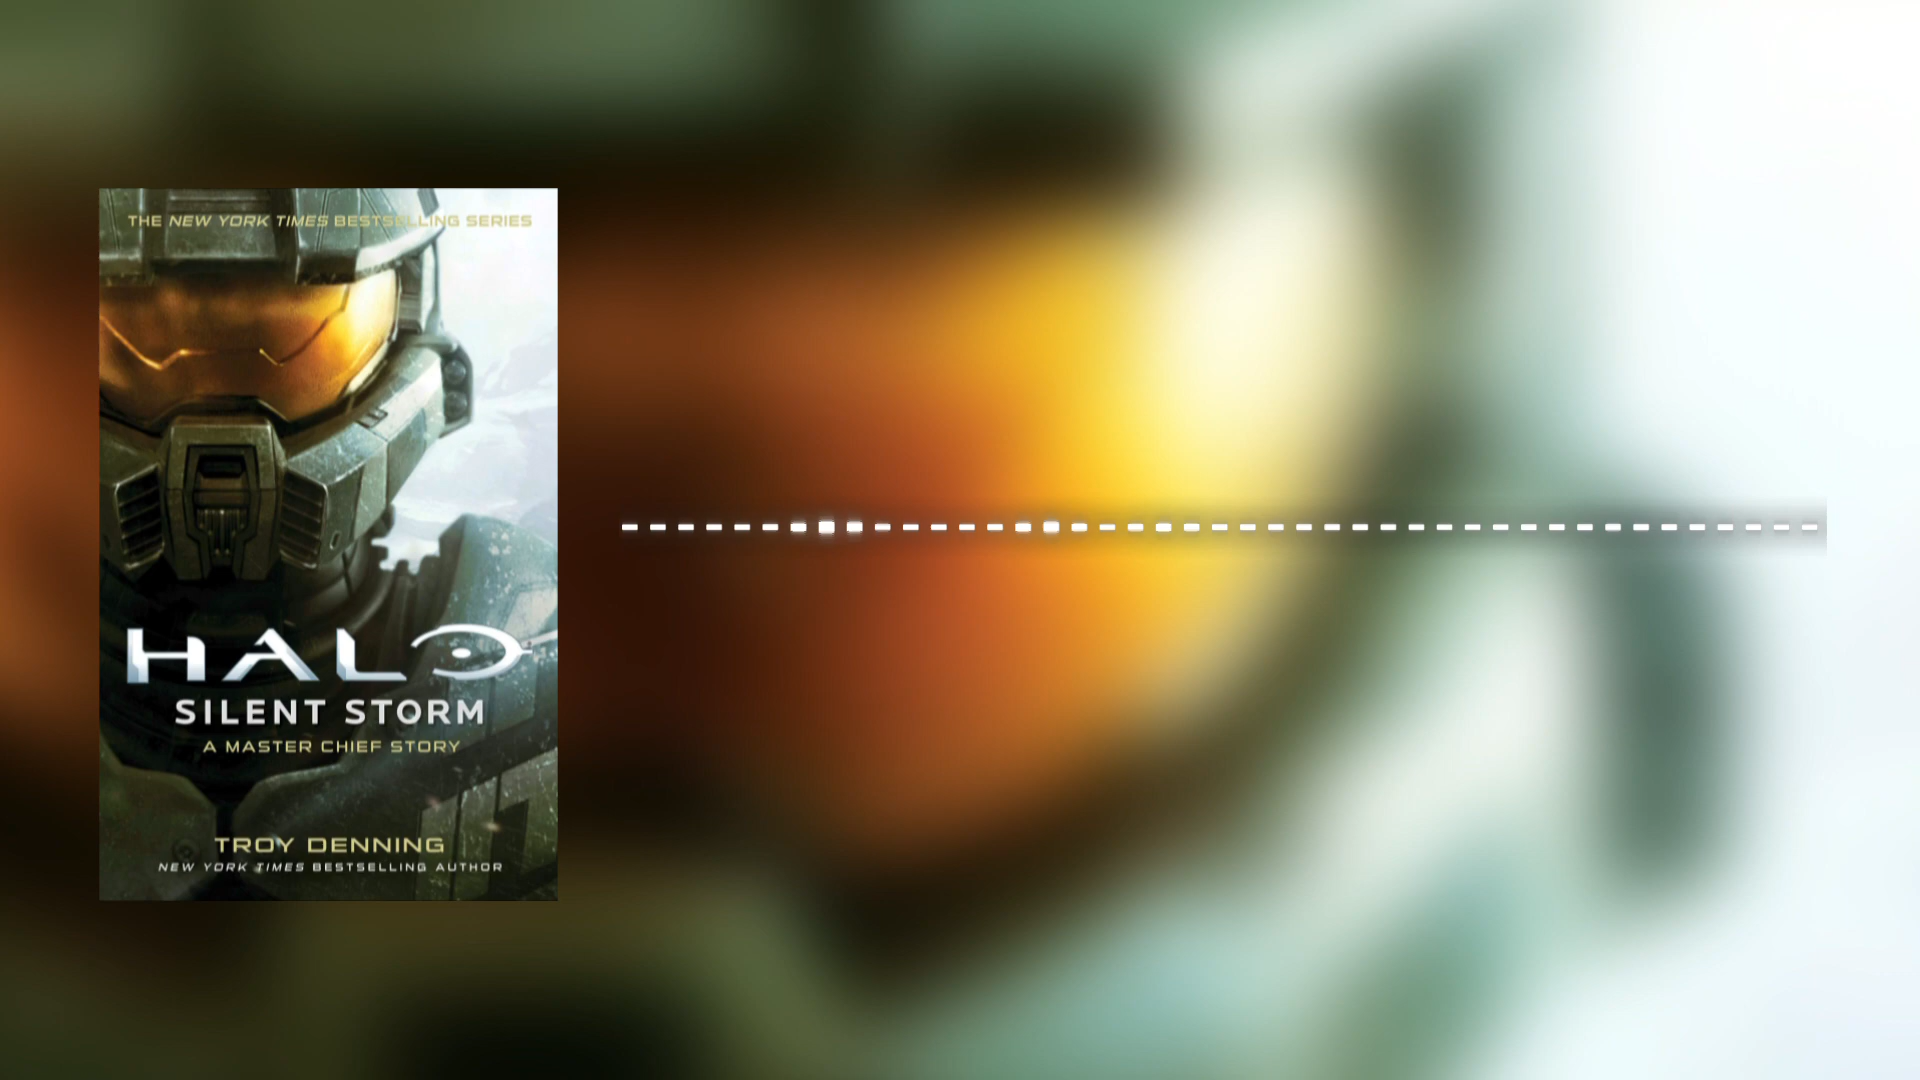 THE NEW YORK TIMES BESTSELLING SERIES
HALO
SILENT STORM
A MASTER CHIEF STORY
TROY DENNING
NEW YORK TIMES BESTSELLING AUTHOR